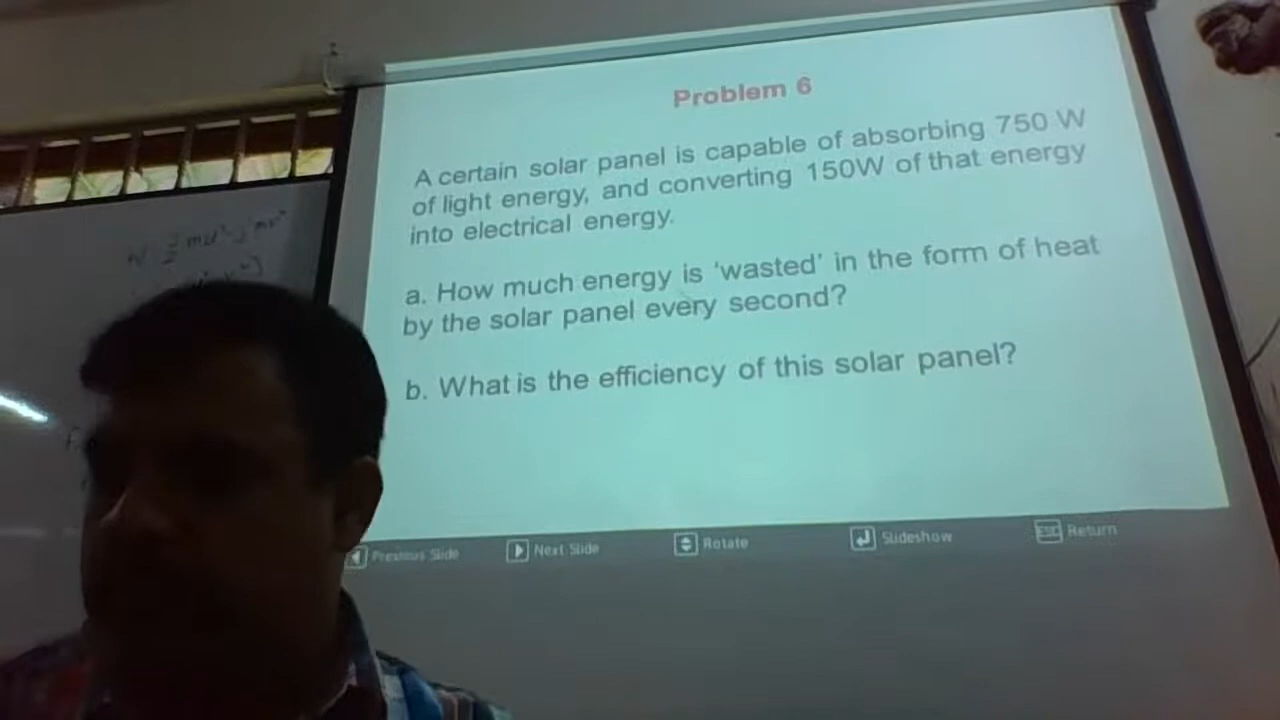 Problem 6
A certain solar panel is capable of absorbing 750 W
of light energy, and converting 150W of that energy
into electrical energy.
a. How much energy is ‘wasted’ in the form of heat
by the solar panel every second?
b. What is the efficiency of this solar panel?
Previous Slide Next Slide Rotate Slideshow ESC Return